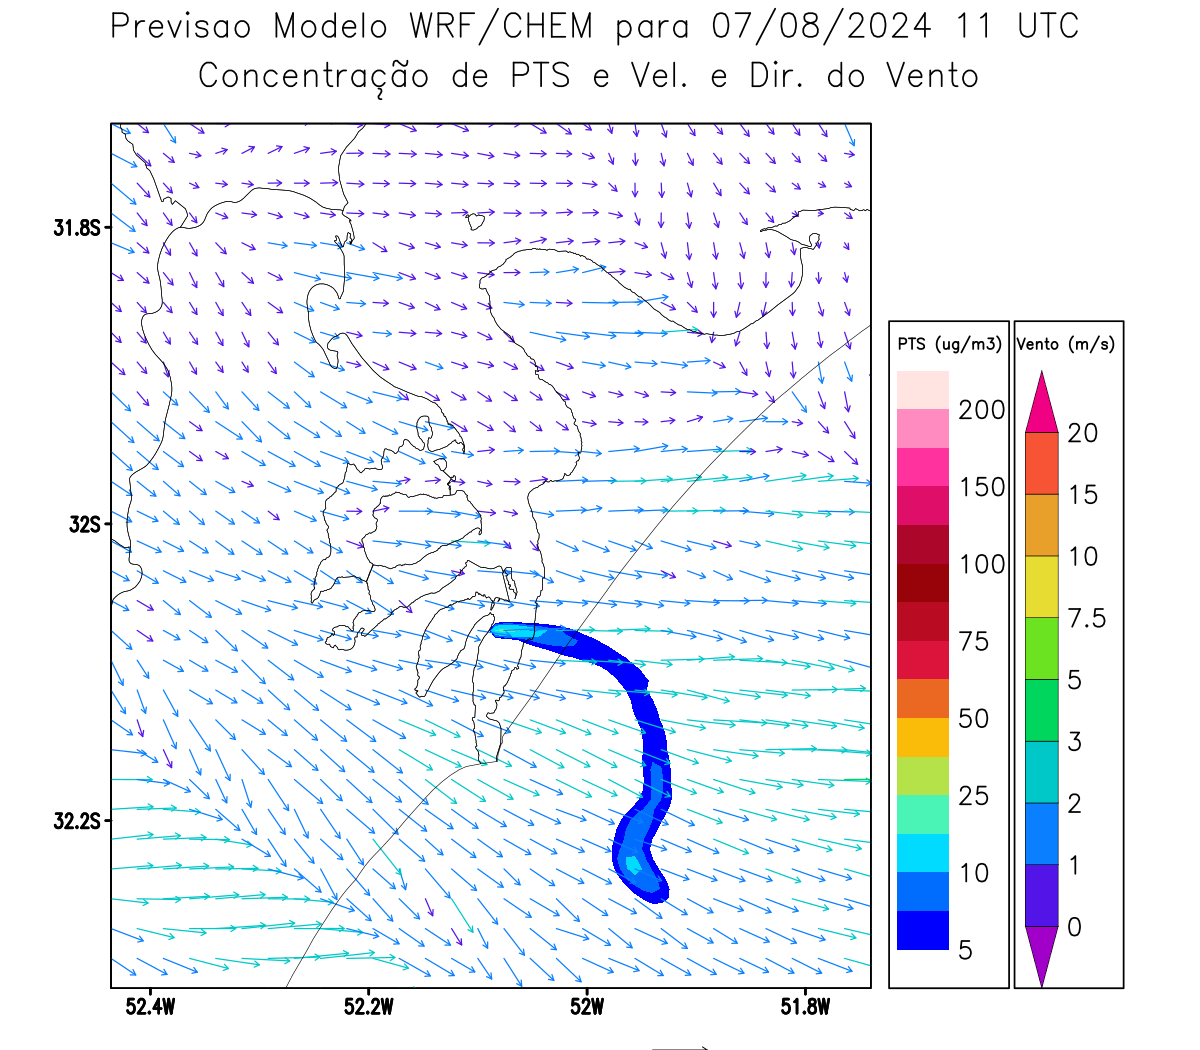 Previsao Modelo WRF/CHEM para 07/08/2024 11 UTC
Concentração de PTS e Vel. e Dir. do Vento
31.8S
32S
32.2S
52.4W 52.2W 52W 51.8W
PTS (ug/m3)
200
150
100
75
50
25
10
5
Vento (m/s)
20
15
10
7.5
5
3
2
1
0